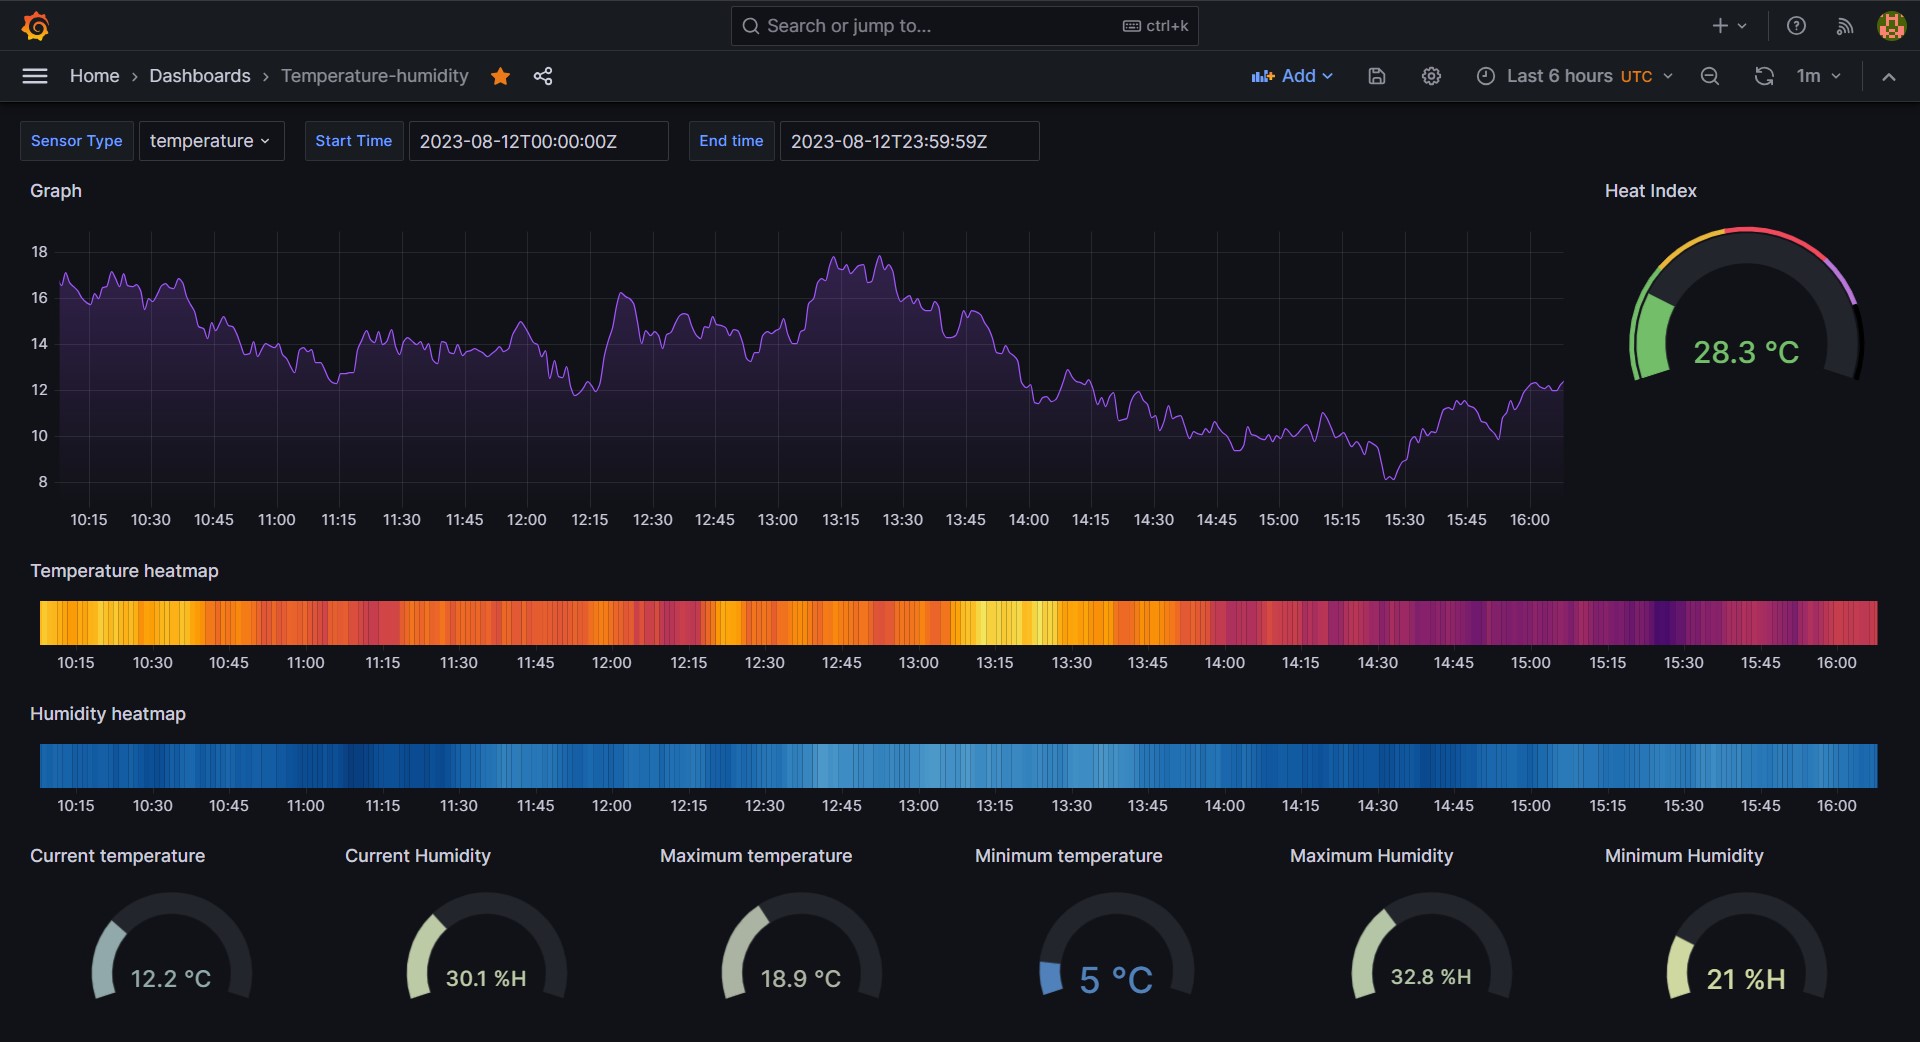 Search or jump to... ctrl+k
Home › Dashboards › Temperature-humidity Add Last 6 hours UTC 1m
Sensor Type temperature Start Time 2023-08-12T00:00:00Z End time 2023-08-12T23:59:59Z
Graph
18
16
14
12
10
8
10:15 10:30 10:45 11:00 11:15 11:30 11:45 12:00 12:15 12:30 12:45 13:00 13:15 13:30 13:45 14:00 14:15 14:30 14:45 15:00 15:15 15:30 15:45 16:00
Heat Index
28.3 °C
Temperature heatmap
10:15 10:30 10:45 11:00 11:15 11:30 11:45 12:00 12:15 12:30 12:45 13:00 13:15 13:30 13:45 14:00 14:15 14:30 14:45 15:00 15:15 15:30 15:45 16:00
Humidity heatmap
10:15 10:30 10:45 11:00 11:15 11:30 11:45 12:00 12:15 12:30 12:45 13:00 13:15 13:30 13:45 14:00 14:15 14:30 14:45 15:00 15:15 15:30 15:45 16:00
Current temperature
12.2 °C
Current Humidity
30.1 %H
Maximum temperature
18.9 °C
Minimum temperature
5 °C
Maximum Humidity
32.8 %H
Minimum Humidity
21 %H